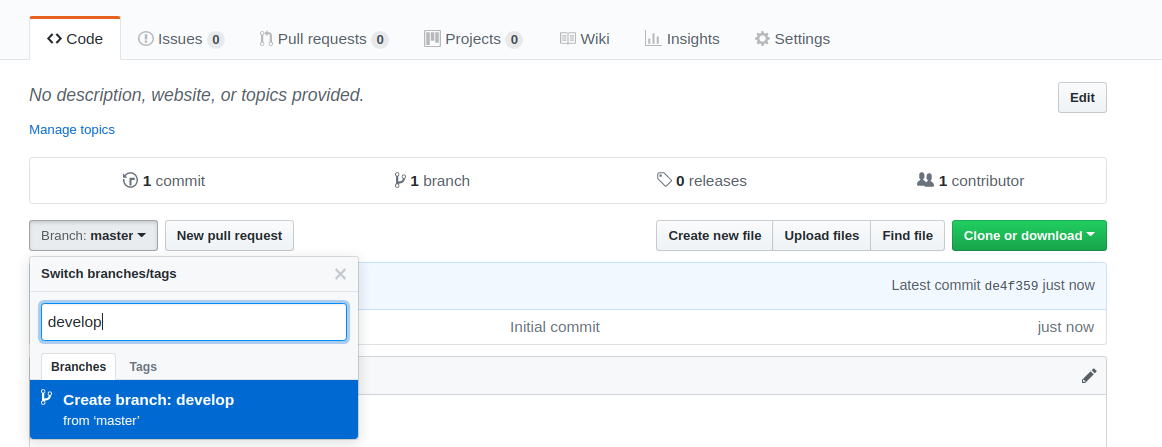 Code Issues 0 Pull requests 0 Projects 0 Wiki Insights Settings
No description, website, or topics provided. Edit
Manage topics
1 commit 1 branch 0 releases 1 contributor
Branch: master New pull request Create new file Upload files Find file Clone or download
Switch branches/tags
Latest commit de4f359 just now
develop
Initial commit just now
Branches Tags
Create branch: develop
from ‘master’